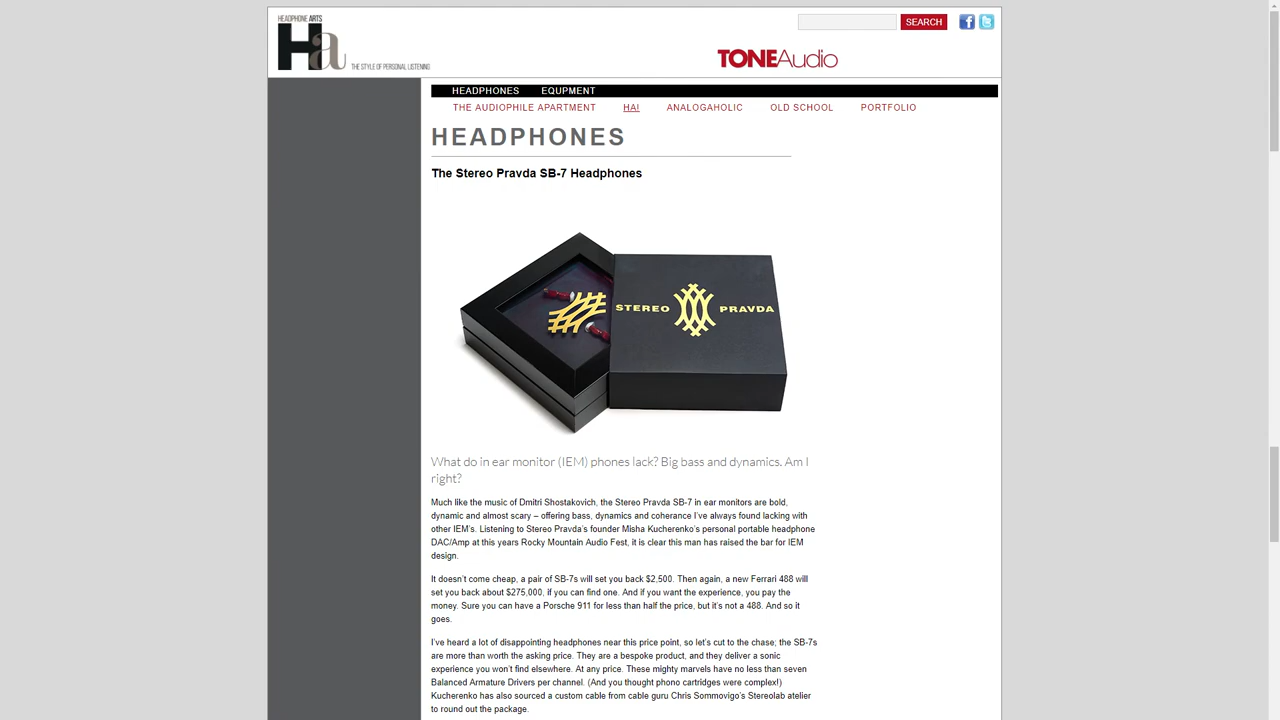 HEADPHONE ARTS
Ha
THE STYLE OF PERSONAL LISTENING.
SEARCH
f
t
TONEAudio
HEADPHONES EQUPMENT
THE AUDIOPHILE APARTMENT HA! ANALOGAHOLIC OLD SCHOOL PORTFOLIO
HEADPHONES
The Stereo Pravda SB-7 Headphones
STEREO PRAVDA
What do in ear monitor (IEM) phones lack? Big bass and dynamics. Am I
right?
Much like the music of Dmitri Shostakovich, the Stereo Pravda SB-7 in ear monitors are bold,
dynamic and almost scary – offering bass, dynamics and coherance I've always found lacking with
other IEM's. Listening to Stereo Pravda's founder Misha Kucherenko's personal portable headphone
DAC/Amp at this years Rocky Mountain Audio Fest, it is clear this man has raised the bar for IEM
design.
It doesn't come cheap, a pair of SB-7s will set you back $2,500. Then again, a new Ferrari 488 will
set you back about $275,000, if you can find one. And if you want the experience, you pay the
money. Sure you can have a Porsche 911 for less than half the price, but it's not a 488. And so it
goes.
I've heard a lot of disappointing headphones near this price point, so let's cut to the chase; the SB-7s
are more than worth the asking price. They are a bespoke product, and they deliver a sonic
experience you won't find elsewhere. At any price. These mighty marvels have no less than seven
Balanced Armature Drivers per channel. (And you thought phono cartridges were complex!)
Kucherenko has also sourced a custom cable from cable guru Chris Sommovigo's Stereolab atelier
to round out the package.